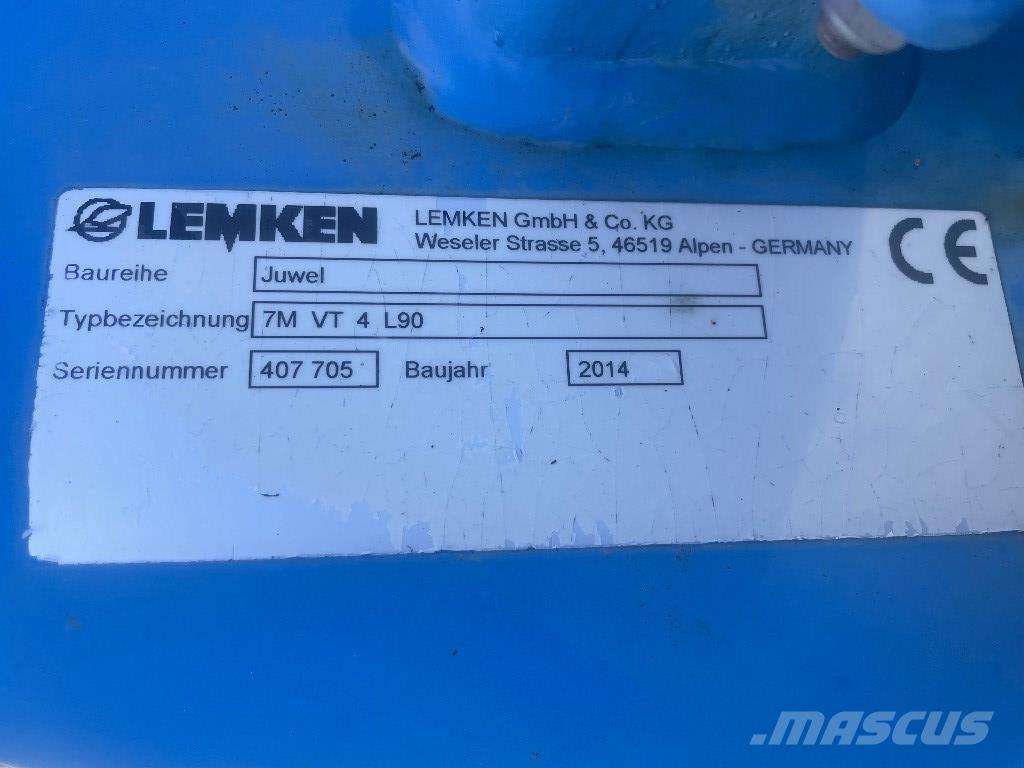 LEMKEN
LEMKEN GmbH & Co. KG
Weseler Strasse 5, 46519 Alpen - GERMANY
CE
Baureihe Juwel
Typbezeichnung 7M VT 4 L90
Seriennummer 407 705 Baujahr 2014
.MASCUS